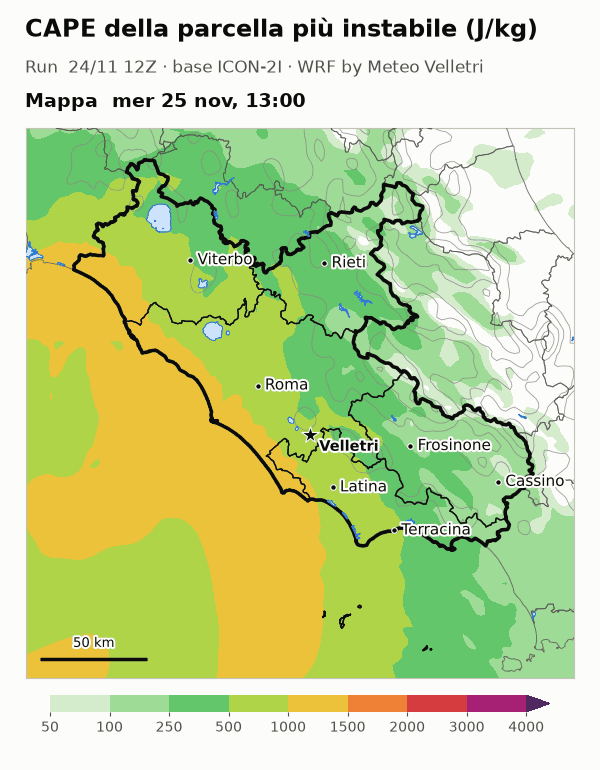 CAPE della parcella più instabile (J/kg)
Run  24/11 12Z · base ICON-2I · WRF by Meteo Velletri
Mappa  mer 25 nov, 13:00
Viterbo
Rieti
Roma
Velletri
Frosinone
Latina
Cassino
Terracina
50 km
50 100 250 500 1000 1500 2000 3000 4000